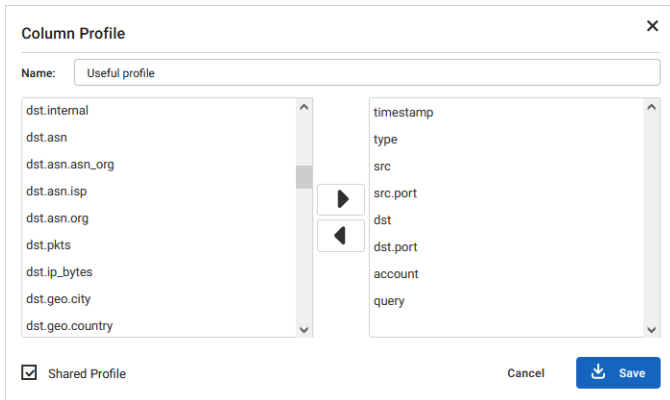 Column Profile
Name: Useful profile
dst.internal
dst.asn
dst.asn.asn_org
dst.asn.isp
dst.asn.org
dst.pkts
dst.ip_bytes
dst.geo.city
dst.geo.country
timestamp
type
src
src.port
dst
dst.port
account
query
Shared Profile
Cancel
Save